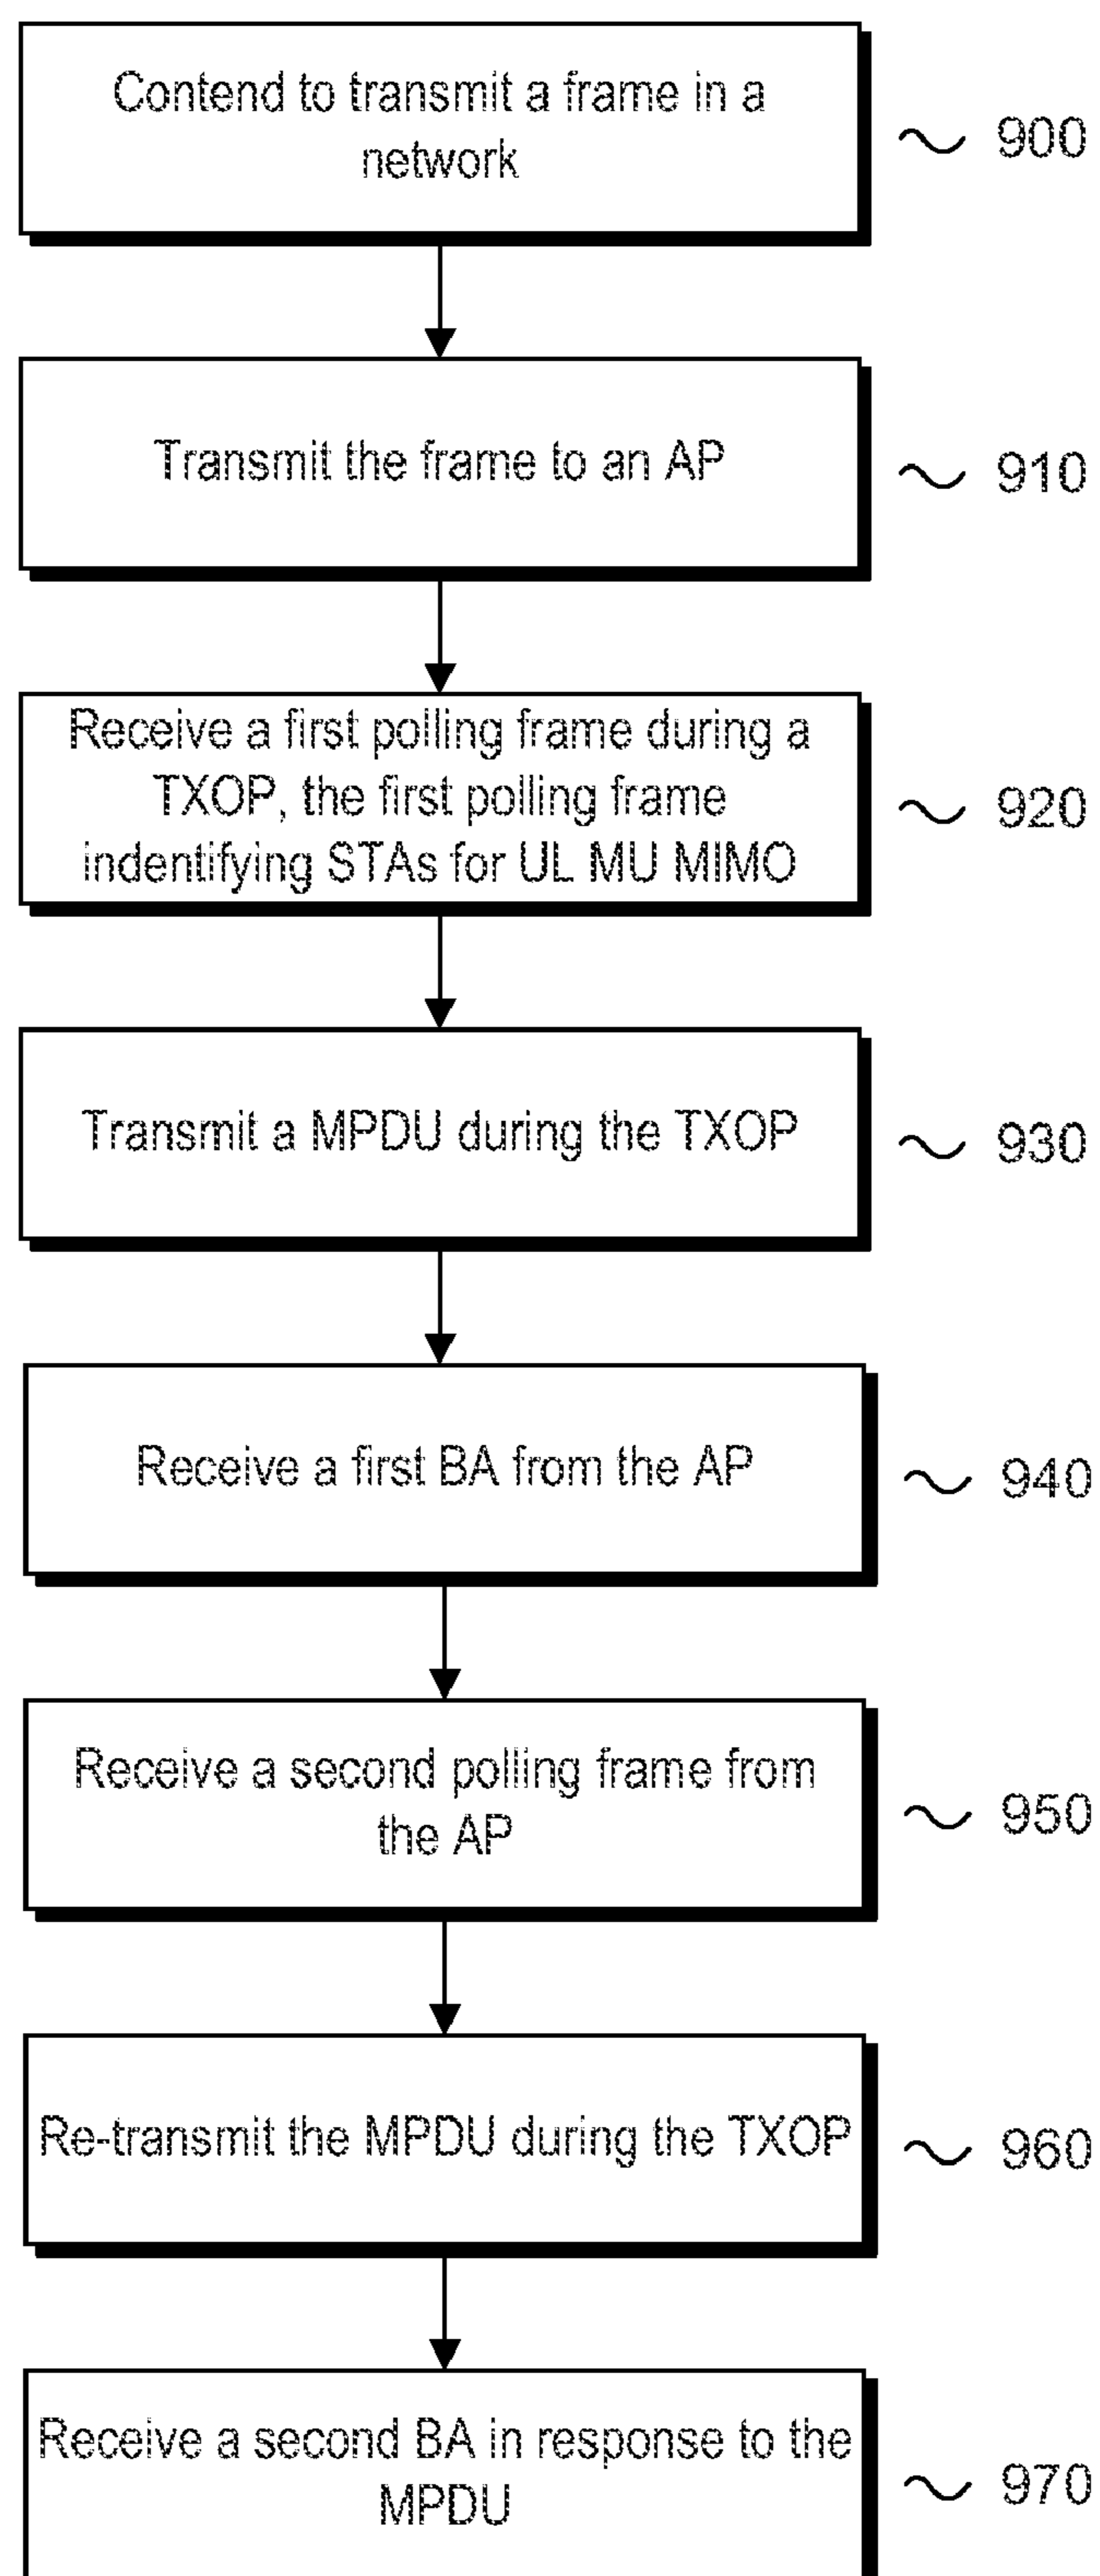 Contend to transmit a frame in a
network
900
Transmit the frame to an AP
910
Receive a first polling frame during a
TXOP, the first polling frame
indentifying STAs for UL MU MIMO
920
Transmit a MPDU during the TXOP
930
Receive a first BA from the AP
940
Receive a second polling frame from
the AP
950
Re-transmit the MPDU during the TXOP
960
Receive a second BA in response to the
MPDU
970